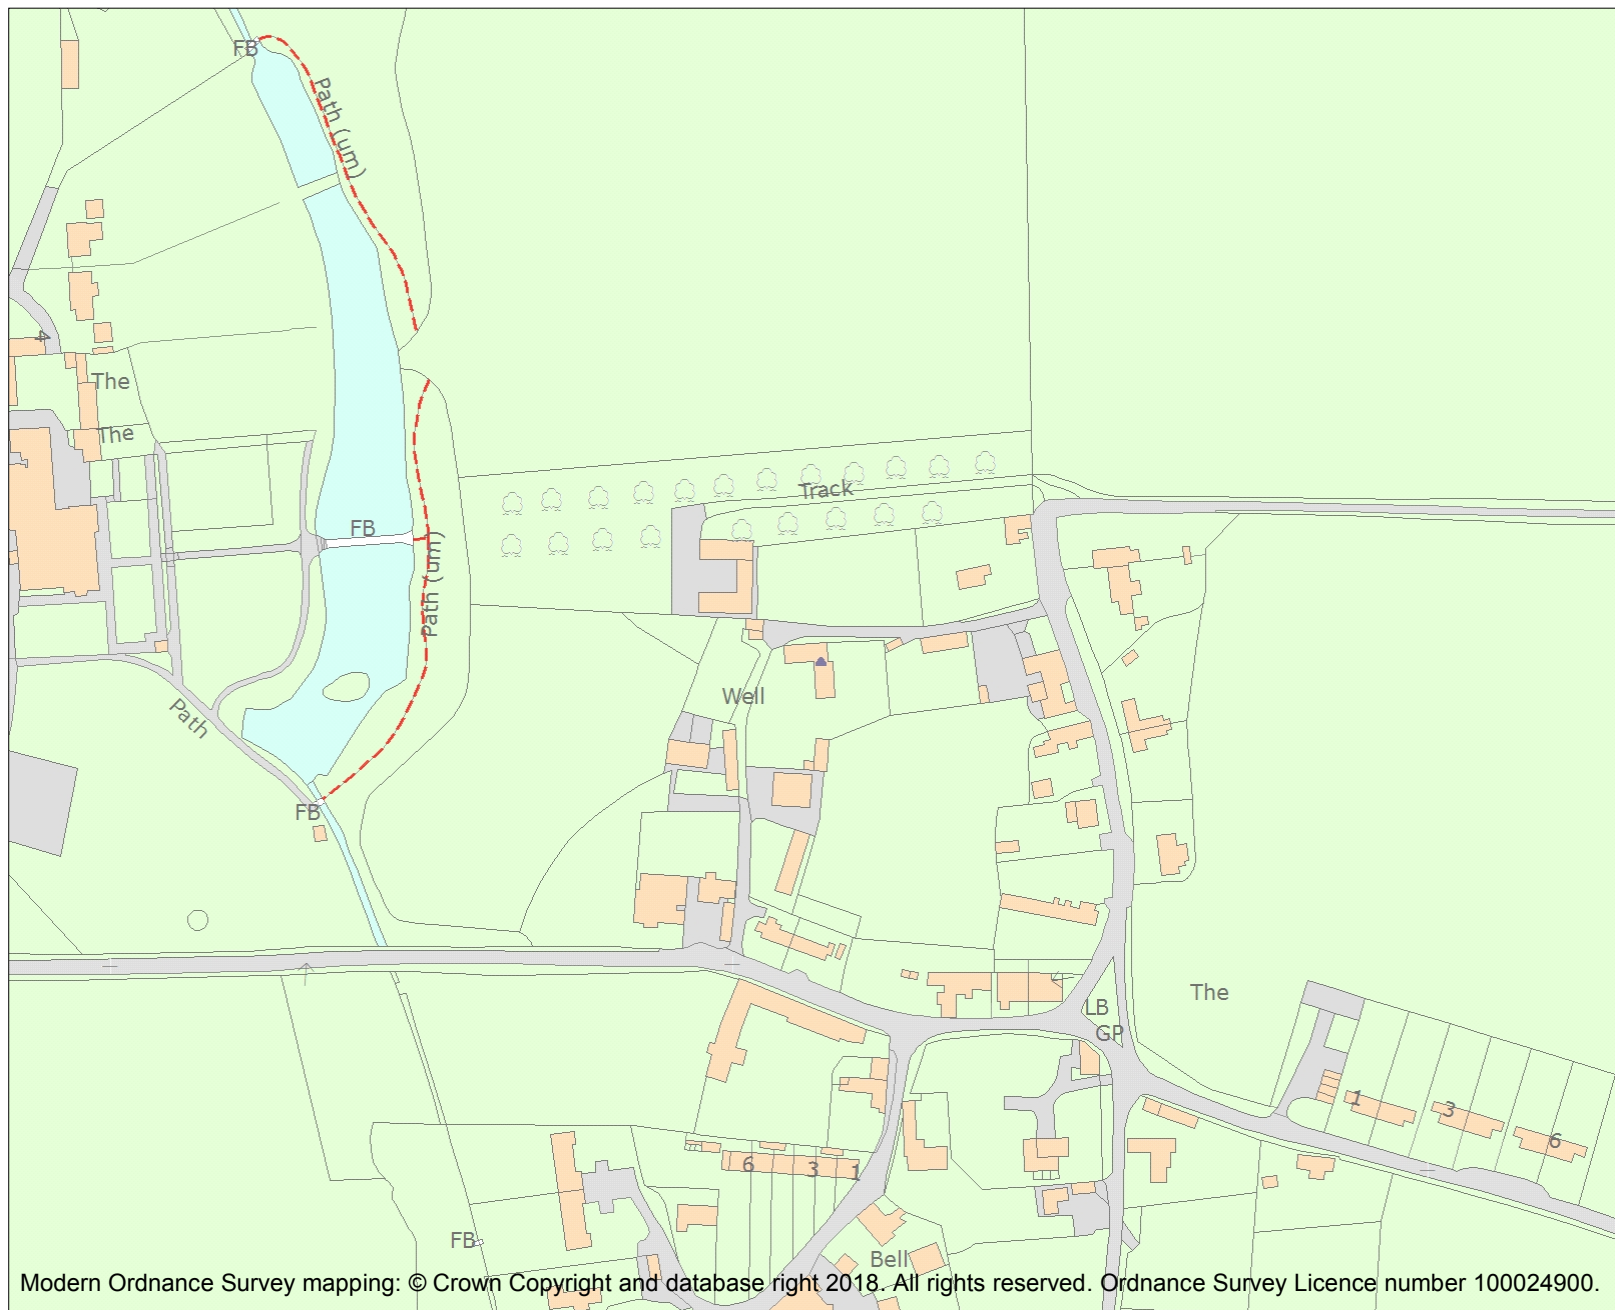 FB
Path (um)
4
The
The
Track
FB
Path (um)
Well
Path
FB
The
LB
GP
1
3
6
6
3
1
FB
Bell
Modern Ordnance Survey mapping: © Crown Copyright and database right 2018. All rights reserved. Ordnance Survey Licence number 100024900.